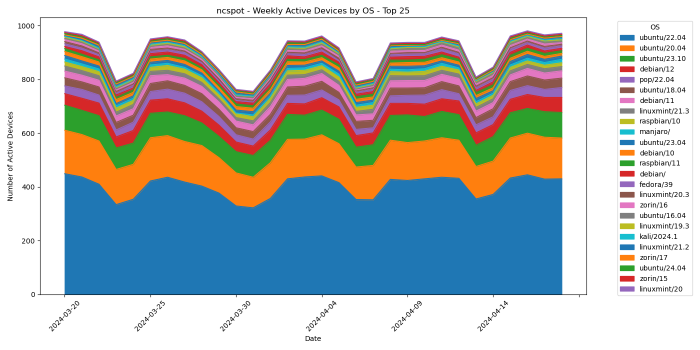 ncspot - Weekly Active Devices by OS - Top 25
Number of Active Devices
1000
800
600
400
200
0
2024-03-20
2024-03-25
2024-03-30
2024-04-04
2024-04-09
2024-04-14
Date
OS
ubuntu/22.04
ubuntu/20.04
ubuntu/23.10
debian/12
pop/22.04
ubuntu/18.04
debian/11
linuxmint/21.3
raspbian/10
manjaro/
ubuntu/23.04
debian/10
raspbian/11
debian/
fedora/39
linuxmint/20.3
zorin/16
ubuntu/16.04
linuxmint/19.3
kali/2024.1
linuxmint/21.2
zorin/17
ubuntu/24.04
zorin/15
linuxmint/20